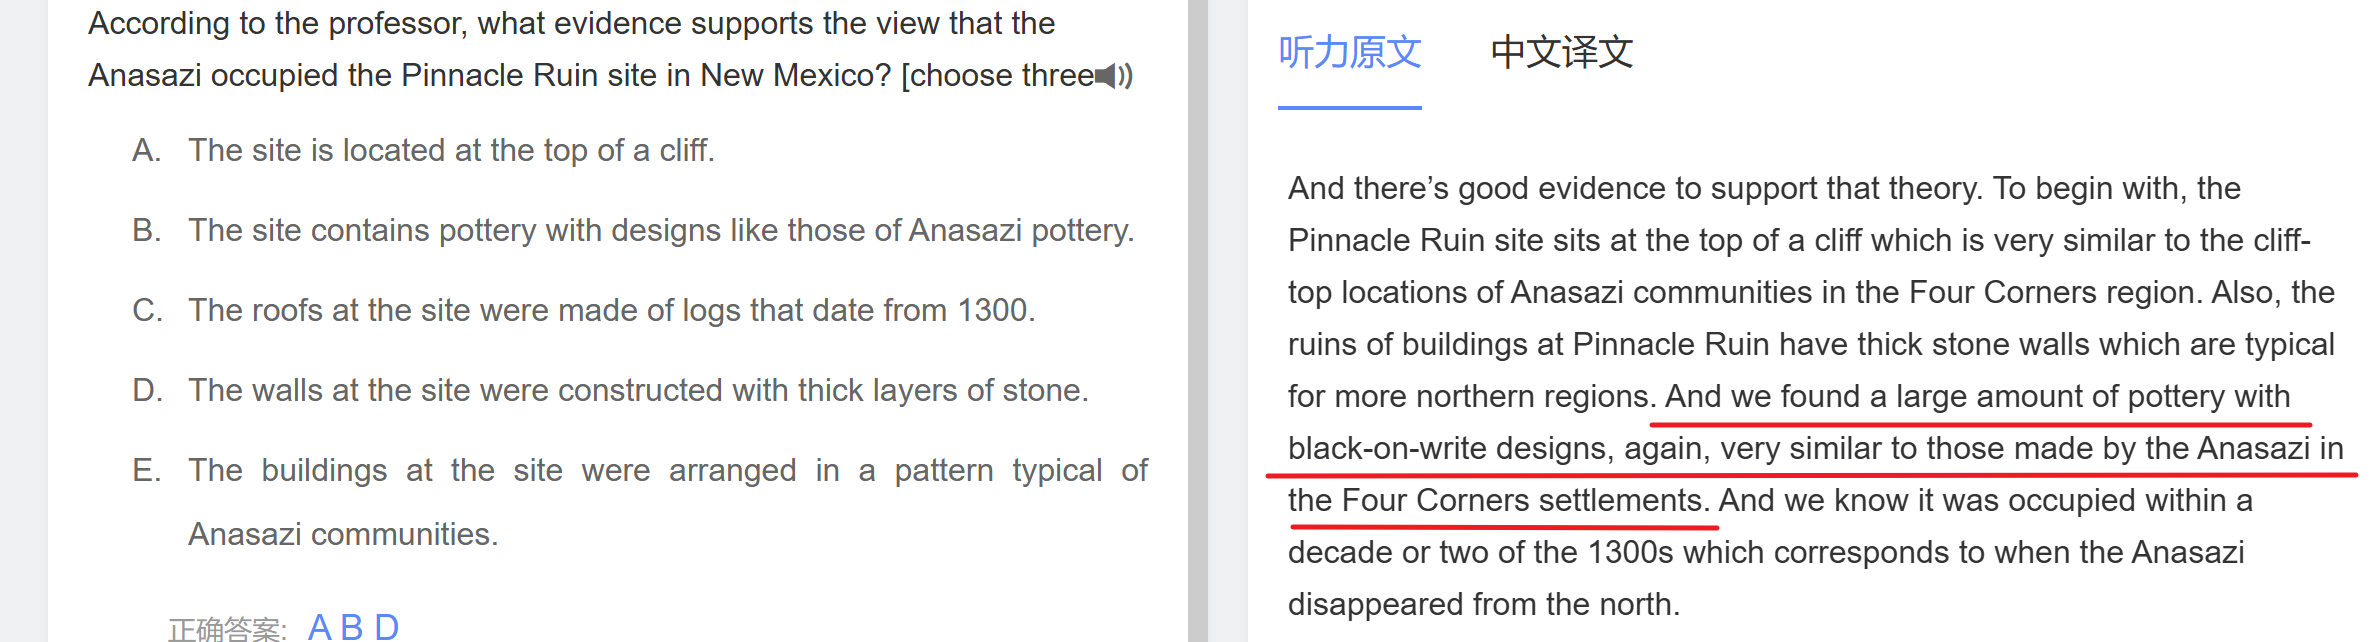 According to the professor, what evidence supports the view that the
Anasazi occupied the Pinnacle Ruin site in New Mexico? [choose three
A. The site is located at the top of a cliff.
B. The site contains pottery with designs like those of Anasazi pottery.
C. The roofs at the site were made of logs that date from 1300.
D. The walls at the site were constructed with thick layers of stone.
E. The buildings at the site were arranged in a pattern typical of
Anasazi communities.
正确答案: A B D
听力原文 中文译文
And there’s good evidence to support that theory. To begin with, the
Pinnacle Ruin site sits at the top of a cliff which is very similar to the cliff-
top locations of Anasazi communities in the Four Corners region. Also, the
ruins of buildings at Pinnacle Ruin have thick stone walls which are typical
for more northern regions. And we found a large amount of pottery with
black-on-write designs, again, very similar to those made by the Anasazi in
the Four Corners settlements. And we know it was occupied within a
decade or two of the 1300s which corresponds to when the Anasazi
disappeared from the north.